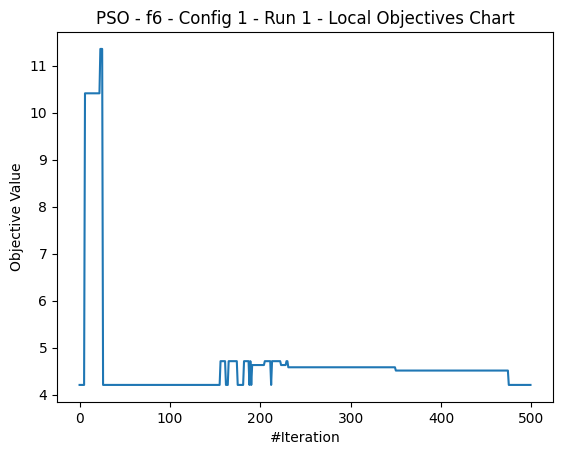 PSO - f6 - Config 1 - Run 1 - Local Objectives Chart
11
10
9
8
7
6
5
4
Objective Value
0 100 200 300 400 500
#Iteration